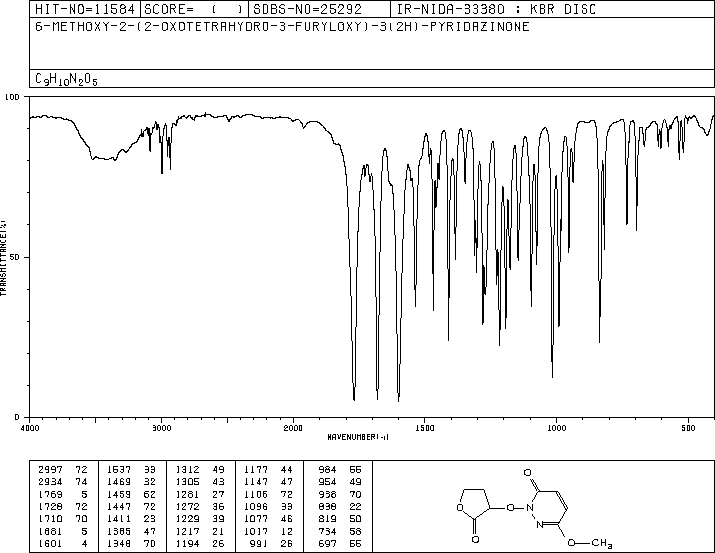 HIT-NO=11584 SCORE= ( ) SDBS-NO=25292 IR-NIDA-33380 : KBR DISC
6-METHOXY-2-(2-OXOTETRAHYDRO-3-FURYLOXY)-3(2H)-PYRIDAZINONE
C9H10N2O5
100
50
0
TRANSMITTANCE(%)
4000 3000 2000 1500 1000 500
WAVENUMBER(-1)
2997 72 1537 33 1312 49 1177 44 984 55
2934 74 1469 32 1305 43 1147 47 954 49
1769 5 1459 62 1281 27 1106 72 938 70
1728 72 1447 72 1272 36 1096 33 838 22
1710 70 1411 23 1229 39 1077 46 819 50
1681 5 1385 47 1217 21 1017 12 734 58
1601 4 1348 70 1194 26 991 26 697 55
O
O
O
O
N
N
O
CH3